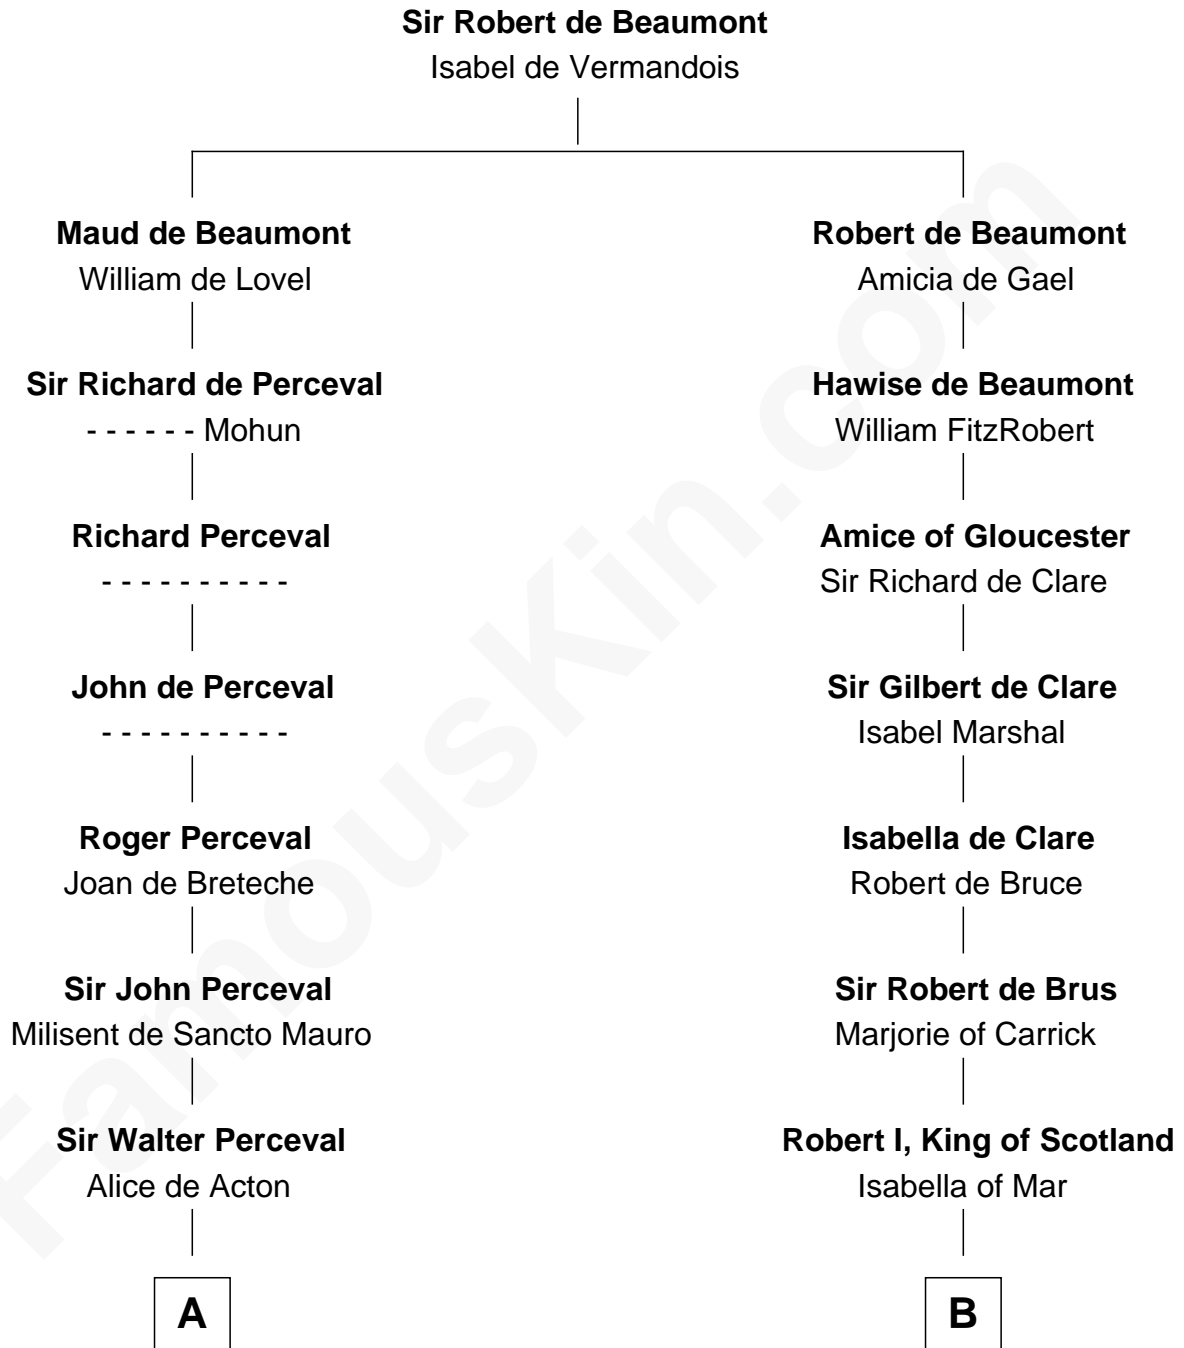 Sir Robert de Beaumont
Isabel de Vermandois
Maud de Beaumont
William de Lovel
Robert de Beaumont
Amicia de Gael
Sir Richard de Perceval
- - - - - - Mohun
Hawise de Beaumont
William FitzRobert
Richard Perceval
- - - - - - - - - -
Amice of Gloucester
Sir Richard de Clare
John de Perceval
- - - - - - - - - -
Sir Gilbert de Clare
Isabel Marshal
Roger Perceval
Joan de Breteche
Isabella de Clare
Robert de Bruce
Sir John Perceval
Milisent de Sancto Mauro
Sir Robert de Brus
Marjorie of Carrick
Sir Walter Perceval
Alice de Acton
Robert I, King of Scotland
Isabella of Mar
A
B
FamousKin.com